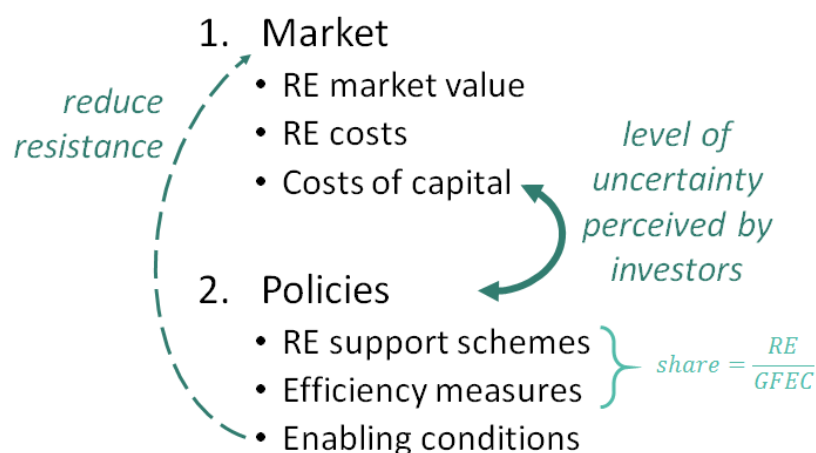 1. Market
• RE market value
• RE costs
• Costs of capital
reduce
resistance
level of
uncertainty
perceived by
investors
2. Policies
• RE support schemes
• Efficiency measures
• Enabling conditions
share = RE / GFEC